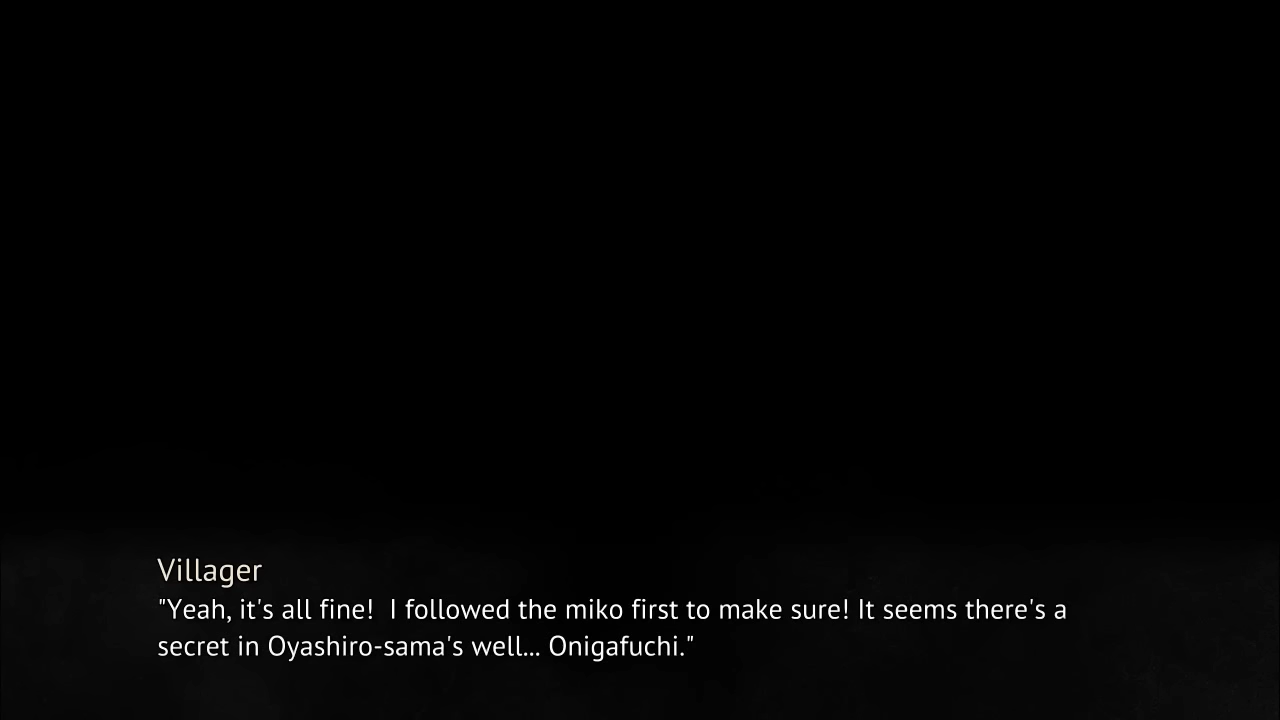 Villager
"Yeah, it's all fine!  I followed the miko first to make sure! It seems there's a
secret in Oyashiro-sama's well... Onigafuchi."